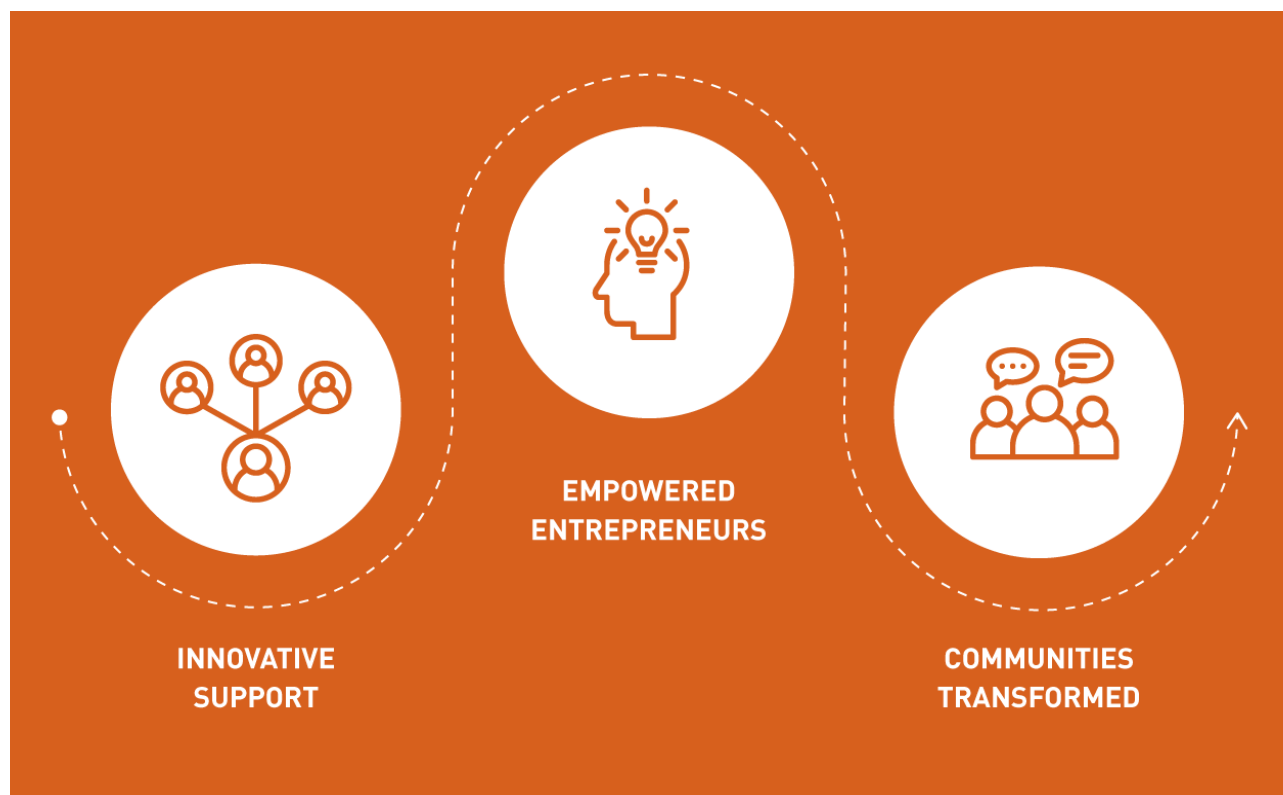 INNOVATIVE
SUPPORT
EMPOWERED
ENTREPRENEURS
COMMUNITIES
TRANSFORMED